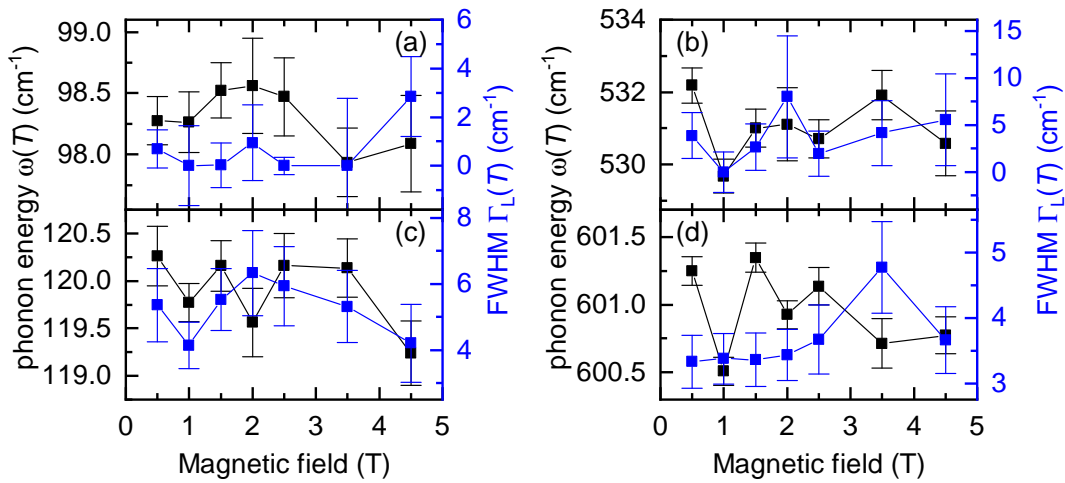 (a)
99.0
98.5
98.0
6
4
2
0
(b)
534
532
530
15
10
5
0
phonon energy ω(T) (cm⁻¹)
FWHM Γ_L(T) (cm⁻¹)
phonon energy ω(T) (cm⁻¹)
FWHM Γ_L(T) (cm⁻¹)
(c)
120.5
120.0
119.5
119.0
8
6
4
(d)
601.5
601.0
600.5
5
4
3
0 1 2 3 4 5
0 1 2 3 4 5
Magnetic field (T)
Magnetic field (T)